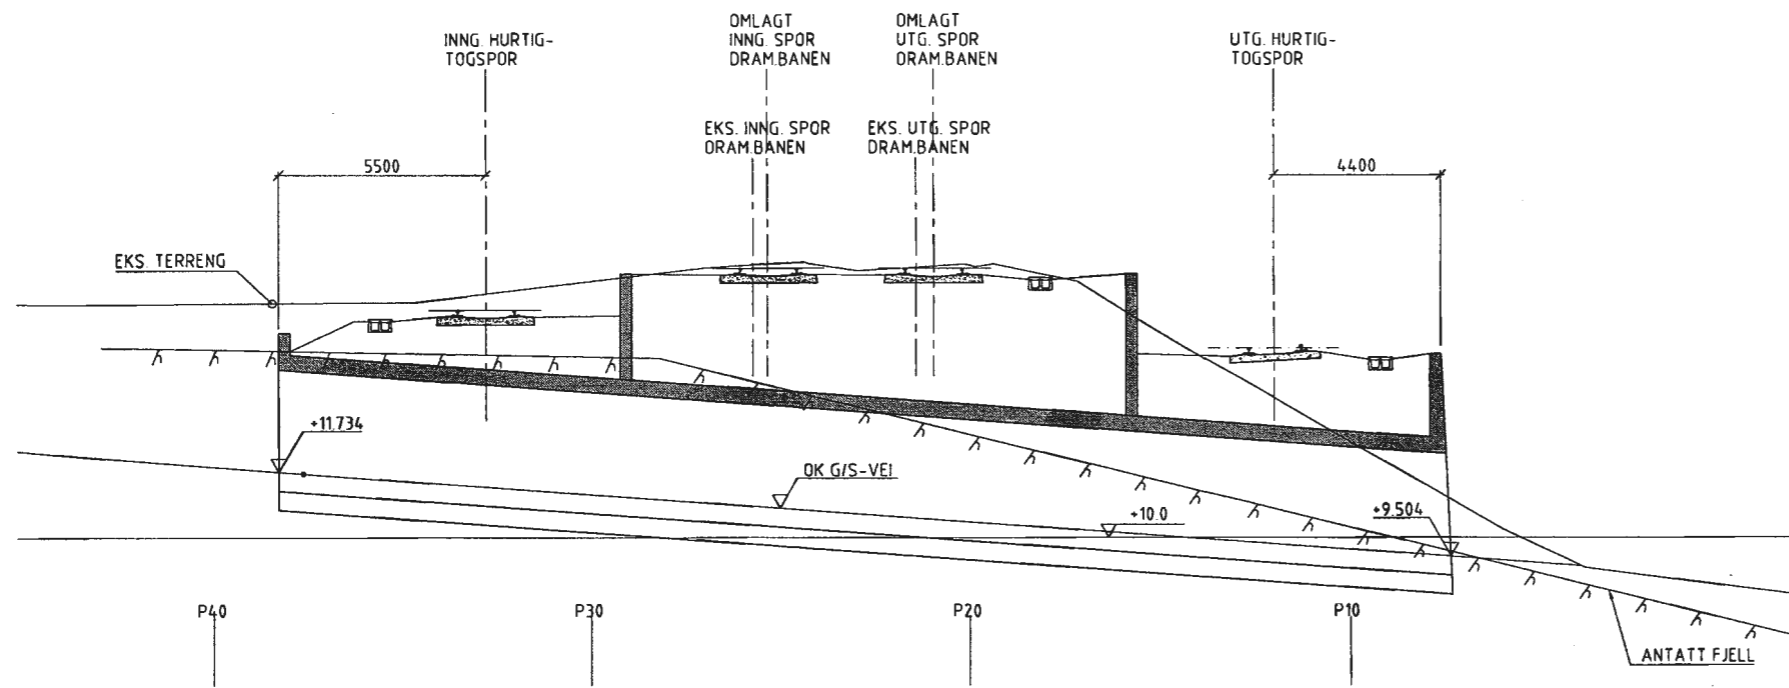 INNG. HURTIG-
TOGSPOR
OMLAGT
INNG. SPOR
DRAM.BANEN
OMLAGT
UTG. SPOR
DRAM.BANEN
UTG. HURTIG-
TOGSPOR
EKS. INNG. SPOR
DRAM.BANEN
EKS. UTG. SPOR
DRAM.BANEN
5500
4400
EKS. TERRENG
+11.734
OK G/S-VEI
+10.0
+9.504
P40
P30
P20
P10
ANTATT FJELL